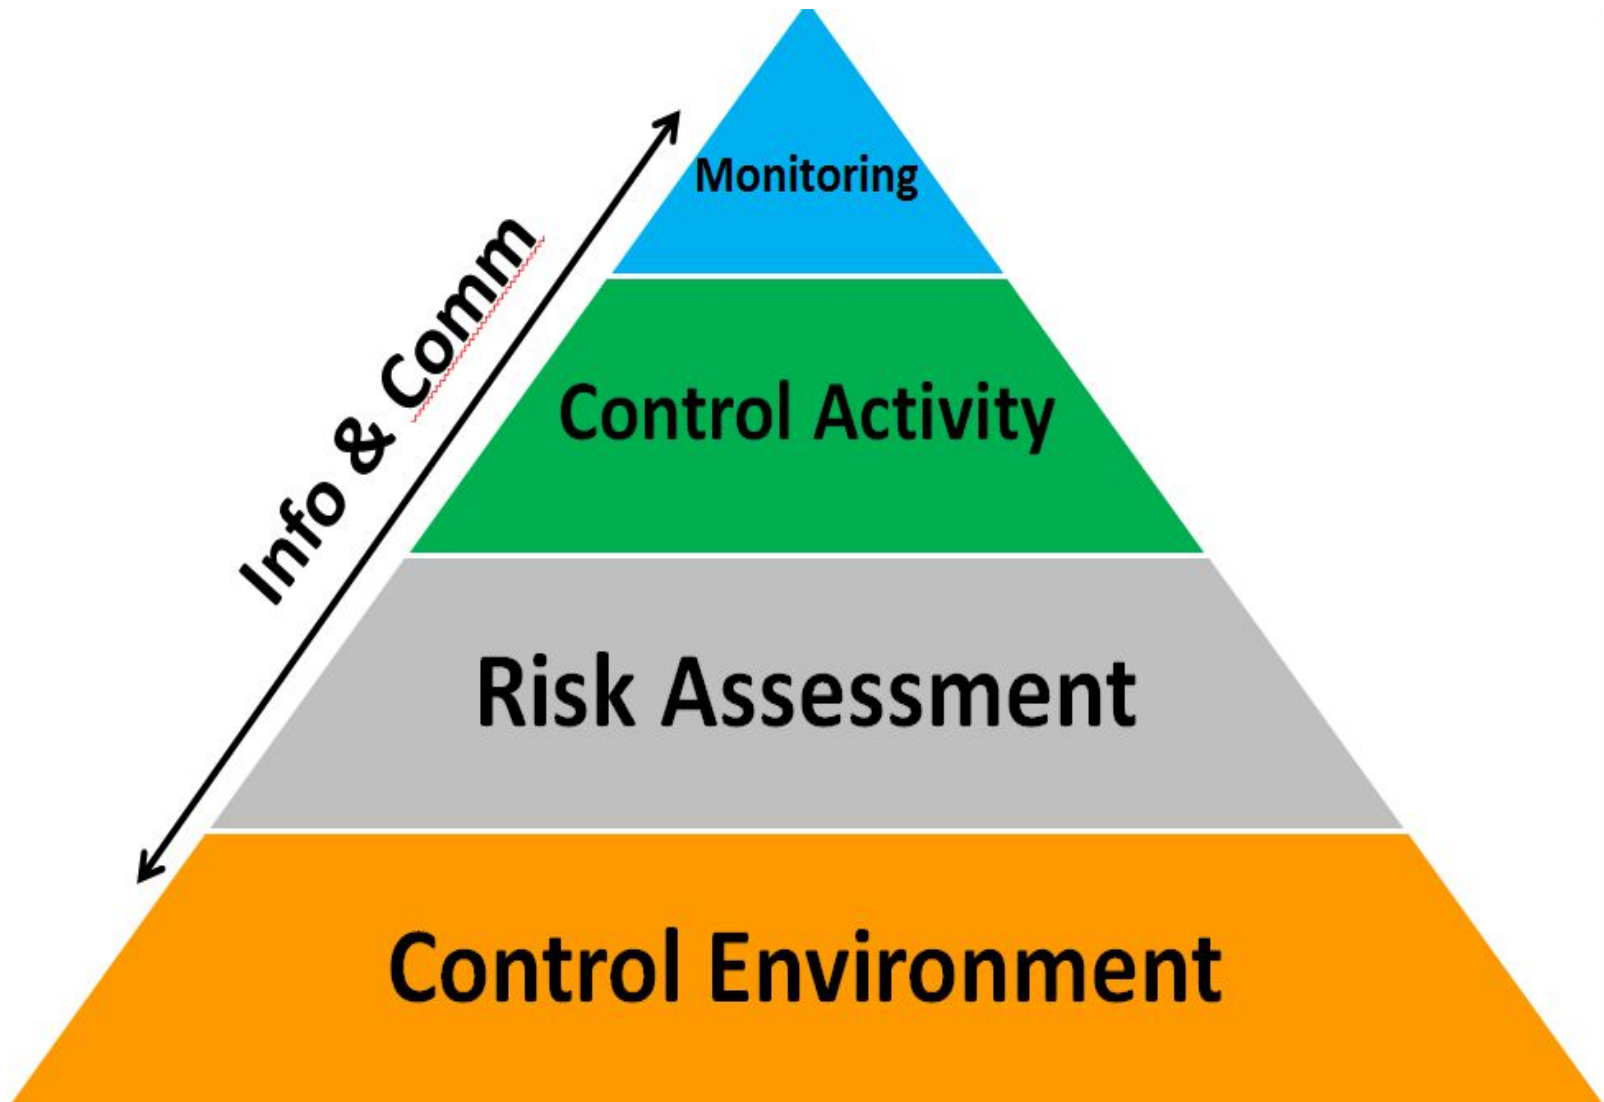 Monitoring
Info & Comm
Control Activity
Risk Assessment
Control Environment